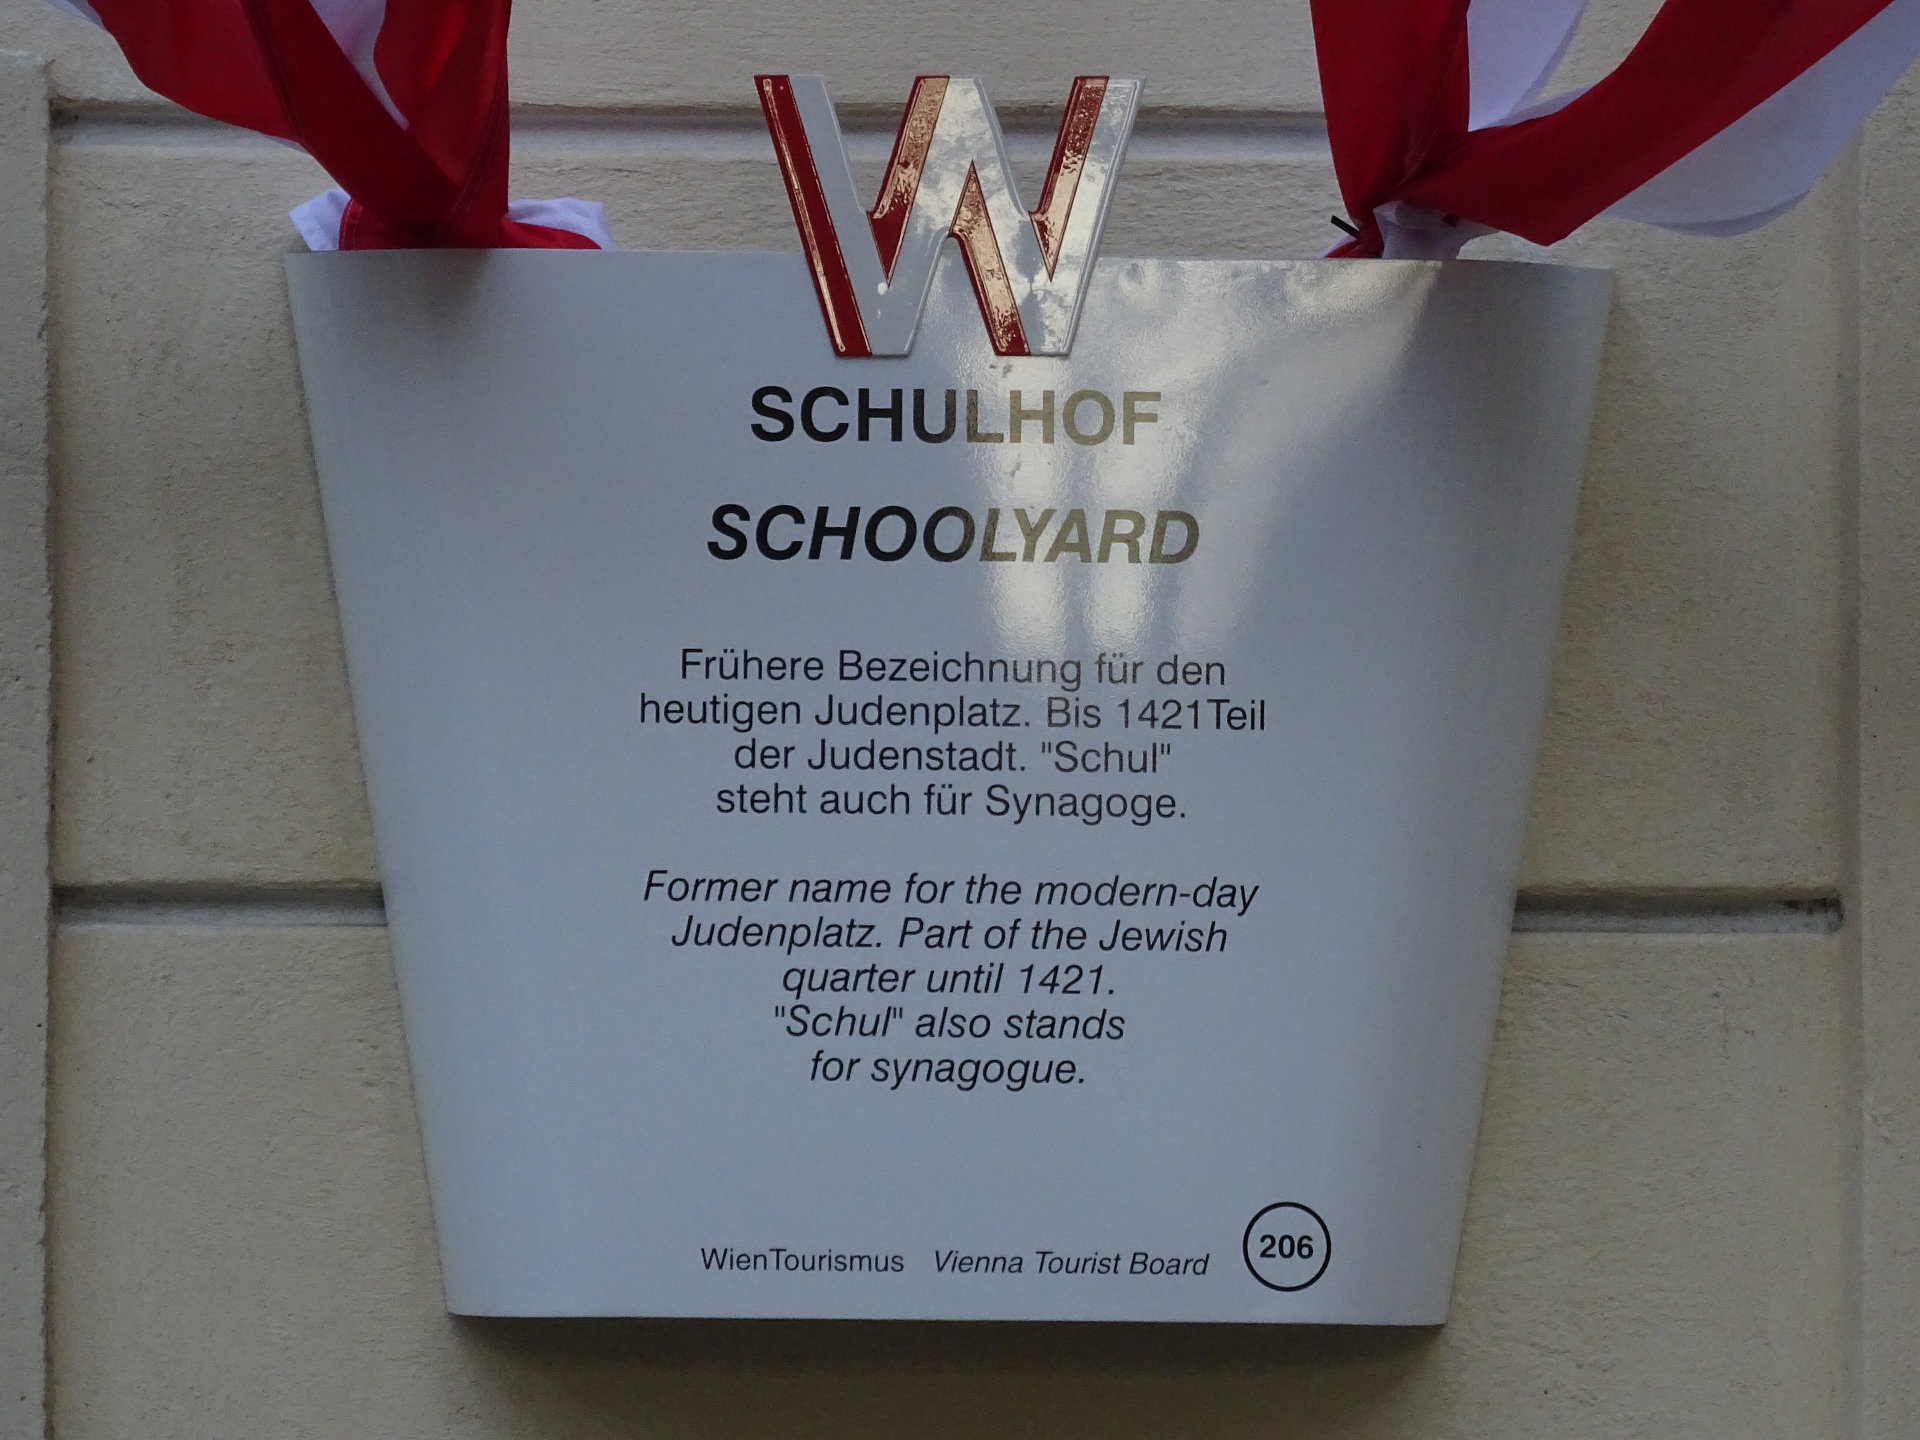 W
SCHULHOF
SCHOOLYARD
Frühere Bezeichnung für den
heutigen Judenplatz. Bis 1421 Teil
der Judenstadt. "Schul"
steht auch für Synagoge.
Former name for the modern-day
Judenplatz. Part of the Jewish
quarter until 1421.
"Schul" also stands
for synagogue.
WienTourismus Vienna Tourist Board 206